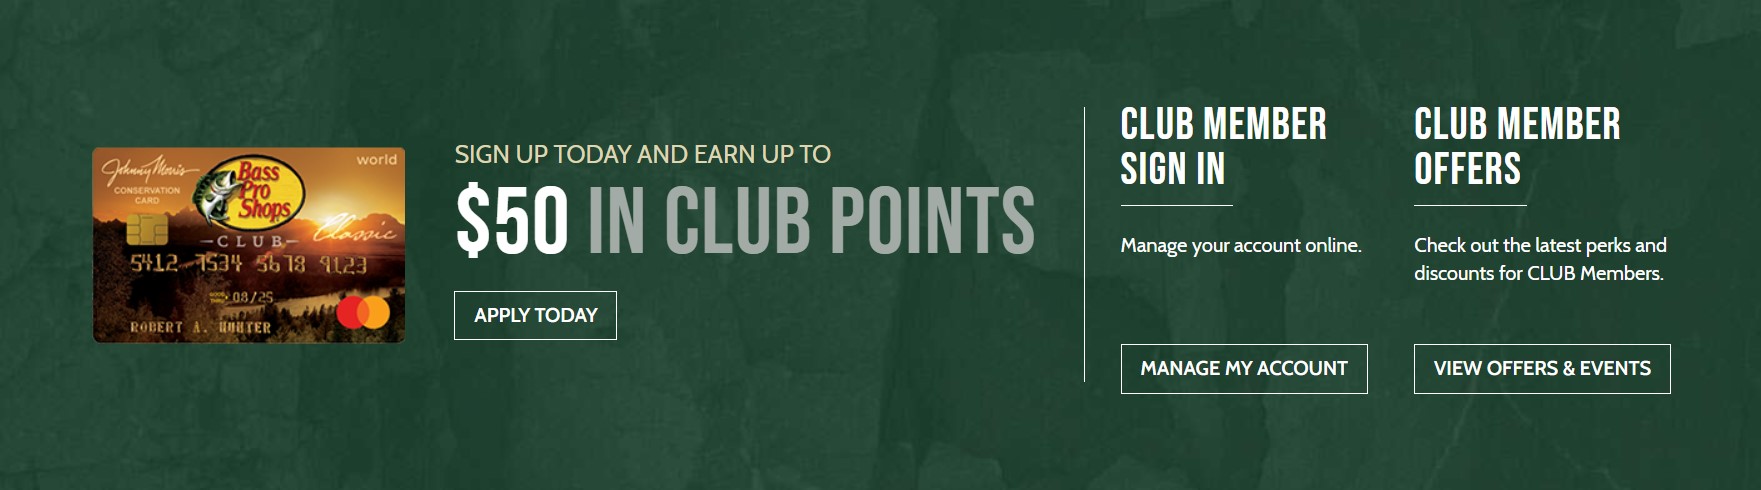 Johnny Morris
CONSERVATION
CARD
world
Bass
Pro
Shops
CLUB
Classic
5412 7534 5678 9123
GOOD
THRU
08/25
ROBERT A. HUNTER
SIGN UP TODAY AND EARN UP TO
$50 IN CLUB POINTS
APPLY TODAY
CLUB MEMBER
SIGN IN
Manage your account online.
MANAGE MY ACCOUNT
CLUB MEMBER
OFFERS
Check out the latest perks and
discounts for CLUB Members.
VIEW OFFERS & EVENTS